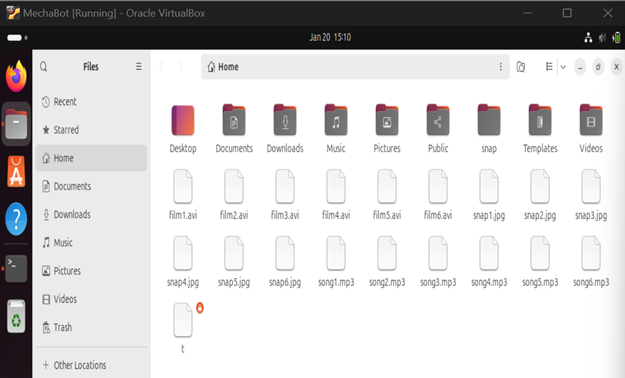 MechaBot [Running] - Oracle VirtualBox
Jan 20 15:10
Files
Home
Recent
Starred
Home
Documents
Downloads
Music
Pictures
Videos
Trash
+ Other Locations
Desktop Documents Downloads Music Pictures Public snap Templates Videos
film1.avi film2.avi film3.avi film4.avi film5.avi film6.avi snap1.jpg snap2.jpg snap3.jpg
snap4.jpg snap5.jpg snap6.jpg song1.mp3 song2.mp3 song3.mp3 song4.mp3 song5.mp3 song6.mp3
t